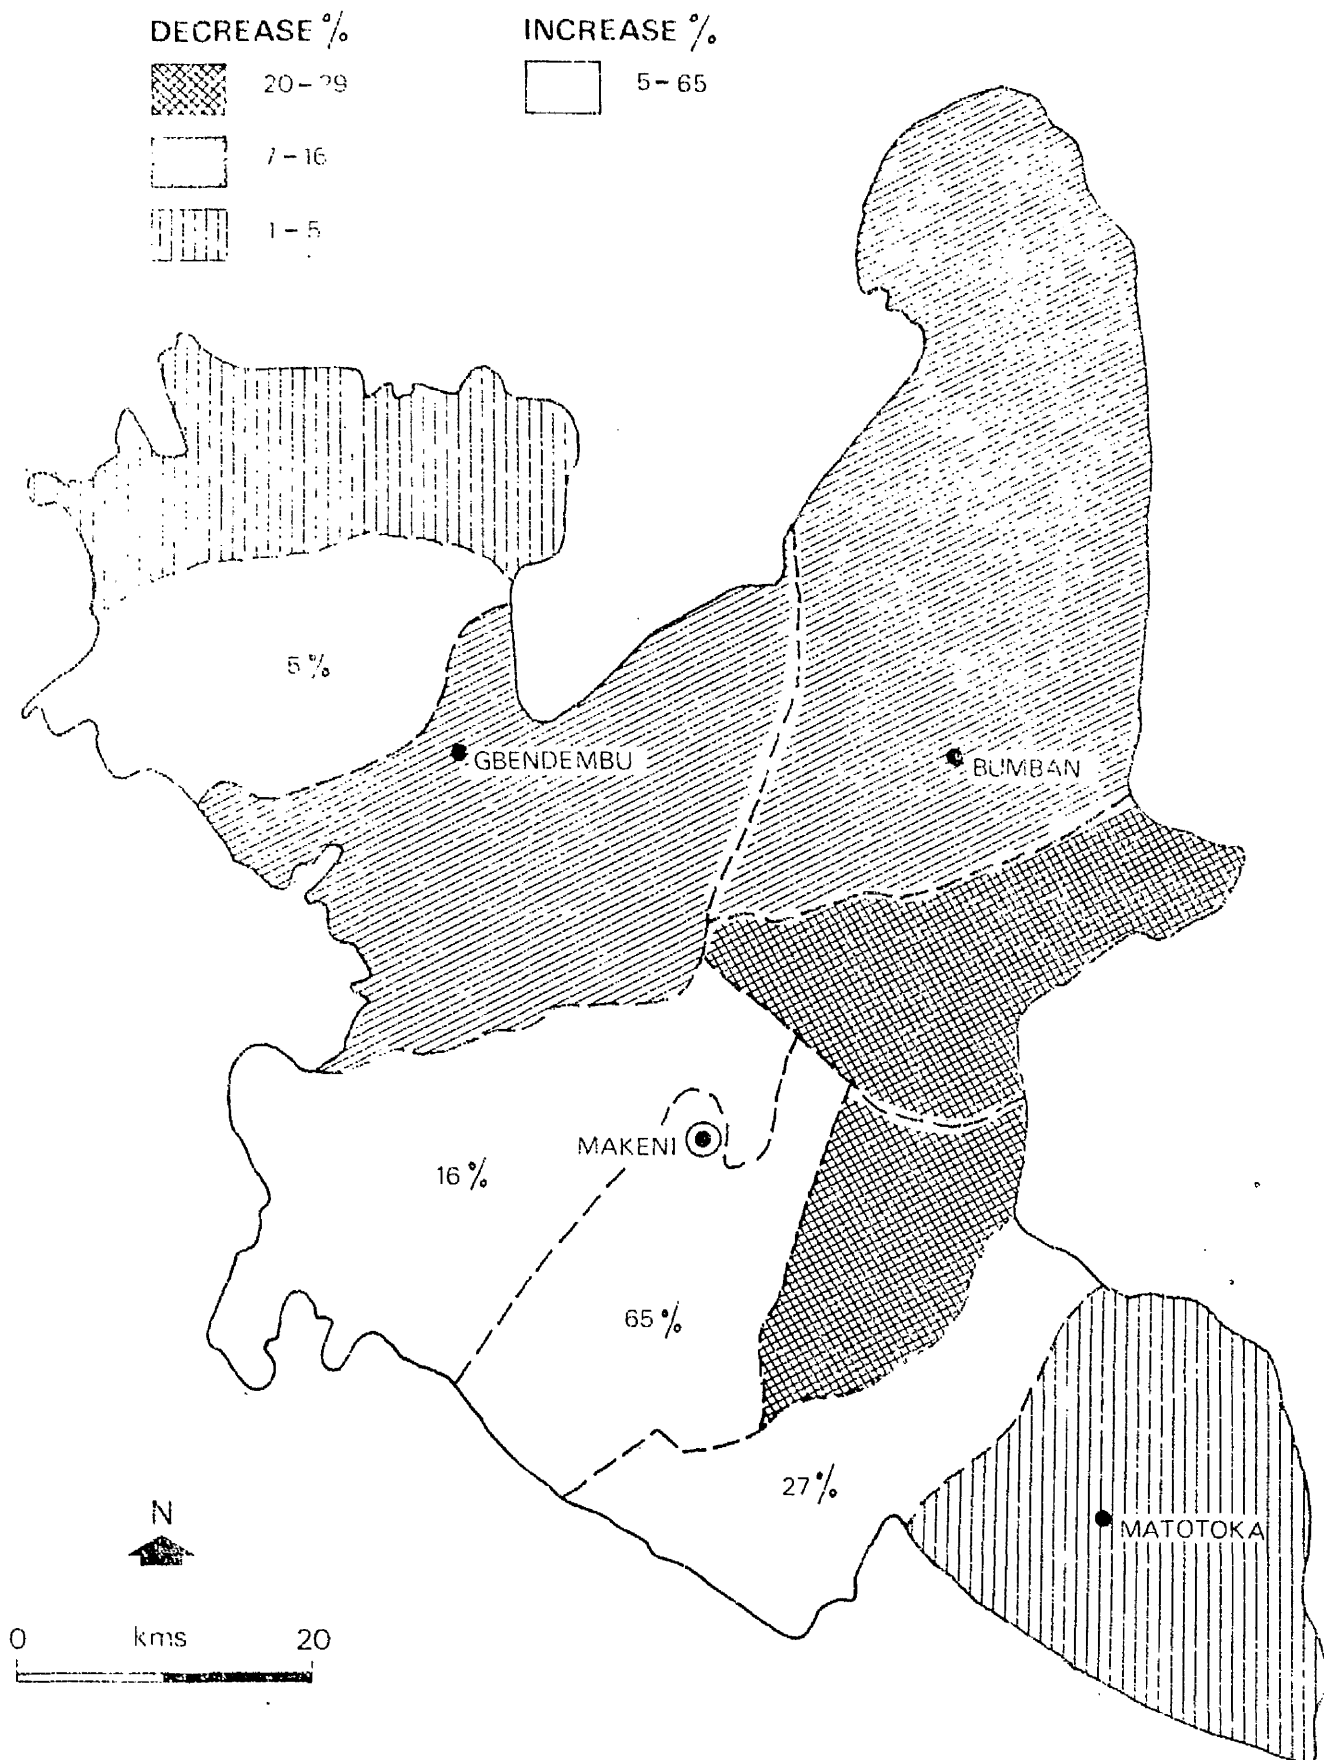 DECREASE %
INCREASE %
5-65
7-16
1-5
5%
GBENDEMBU
BUMBAN
MAKENI
16%
65%
27%
MATOTOKA
N
0 kms 20